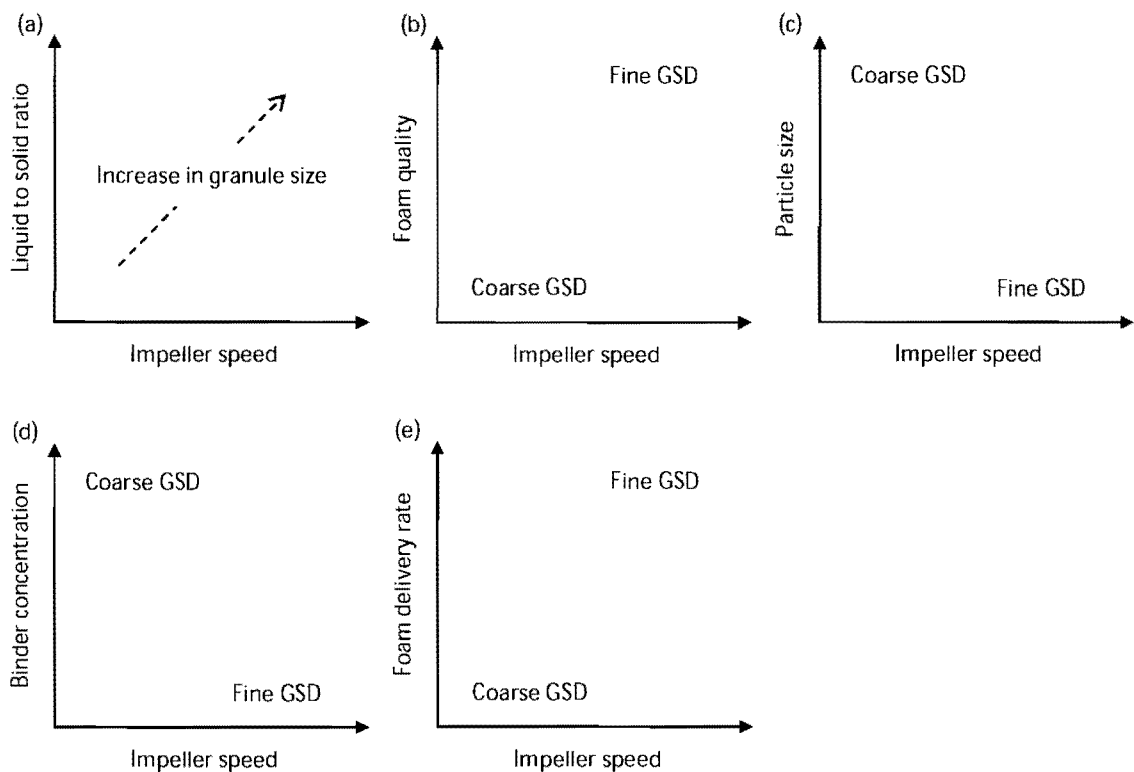 (a)
Liquid to solid ratio
Increase in granule size
Impeller speed
(b)
Foam quality
Fine GSD
Coarse GSD
Impeller speed
(c)
Particle size
Coarse GSD
Fine GSD
Impeller speed
(d)
Binder concentration
Coarse GSD
Fine GSD
Impeller speed
(e)
Foam delivery rate
Fine GSD
Coarse GSD
Impeller speed